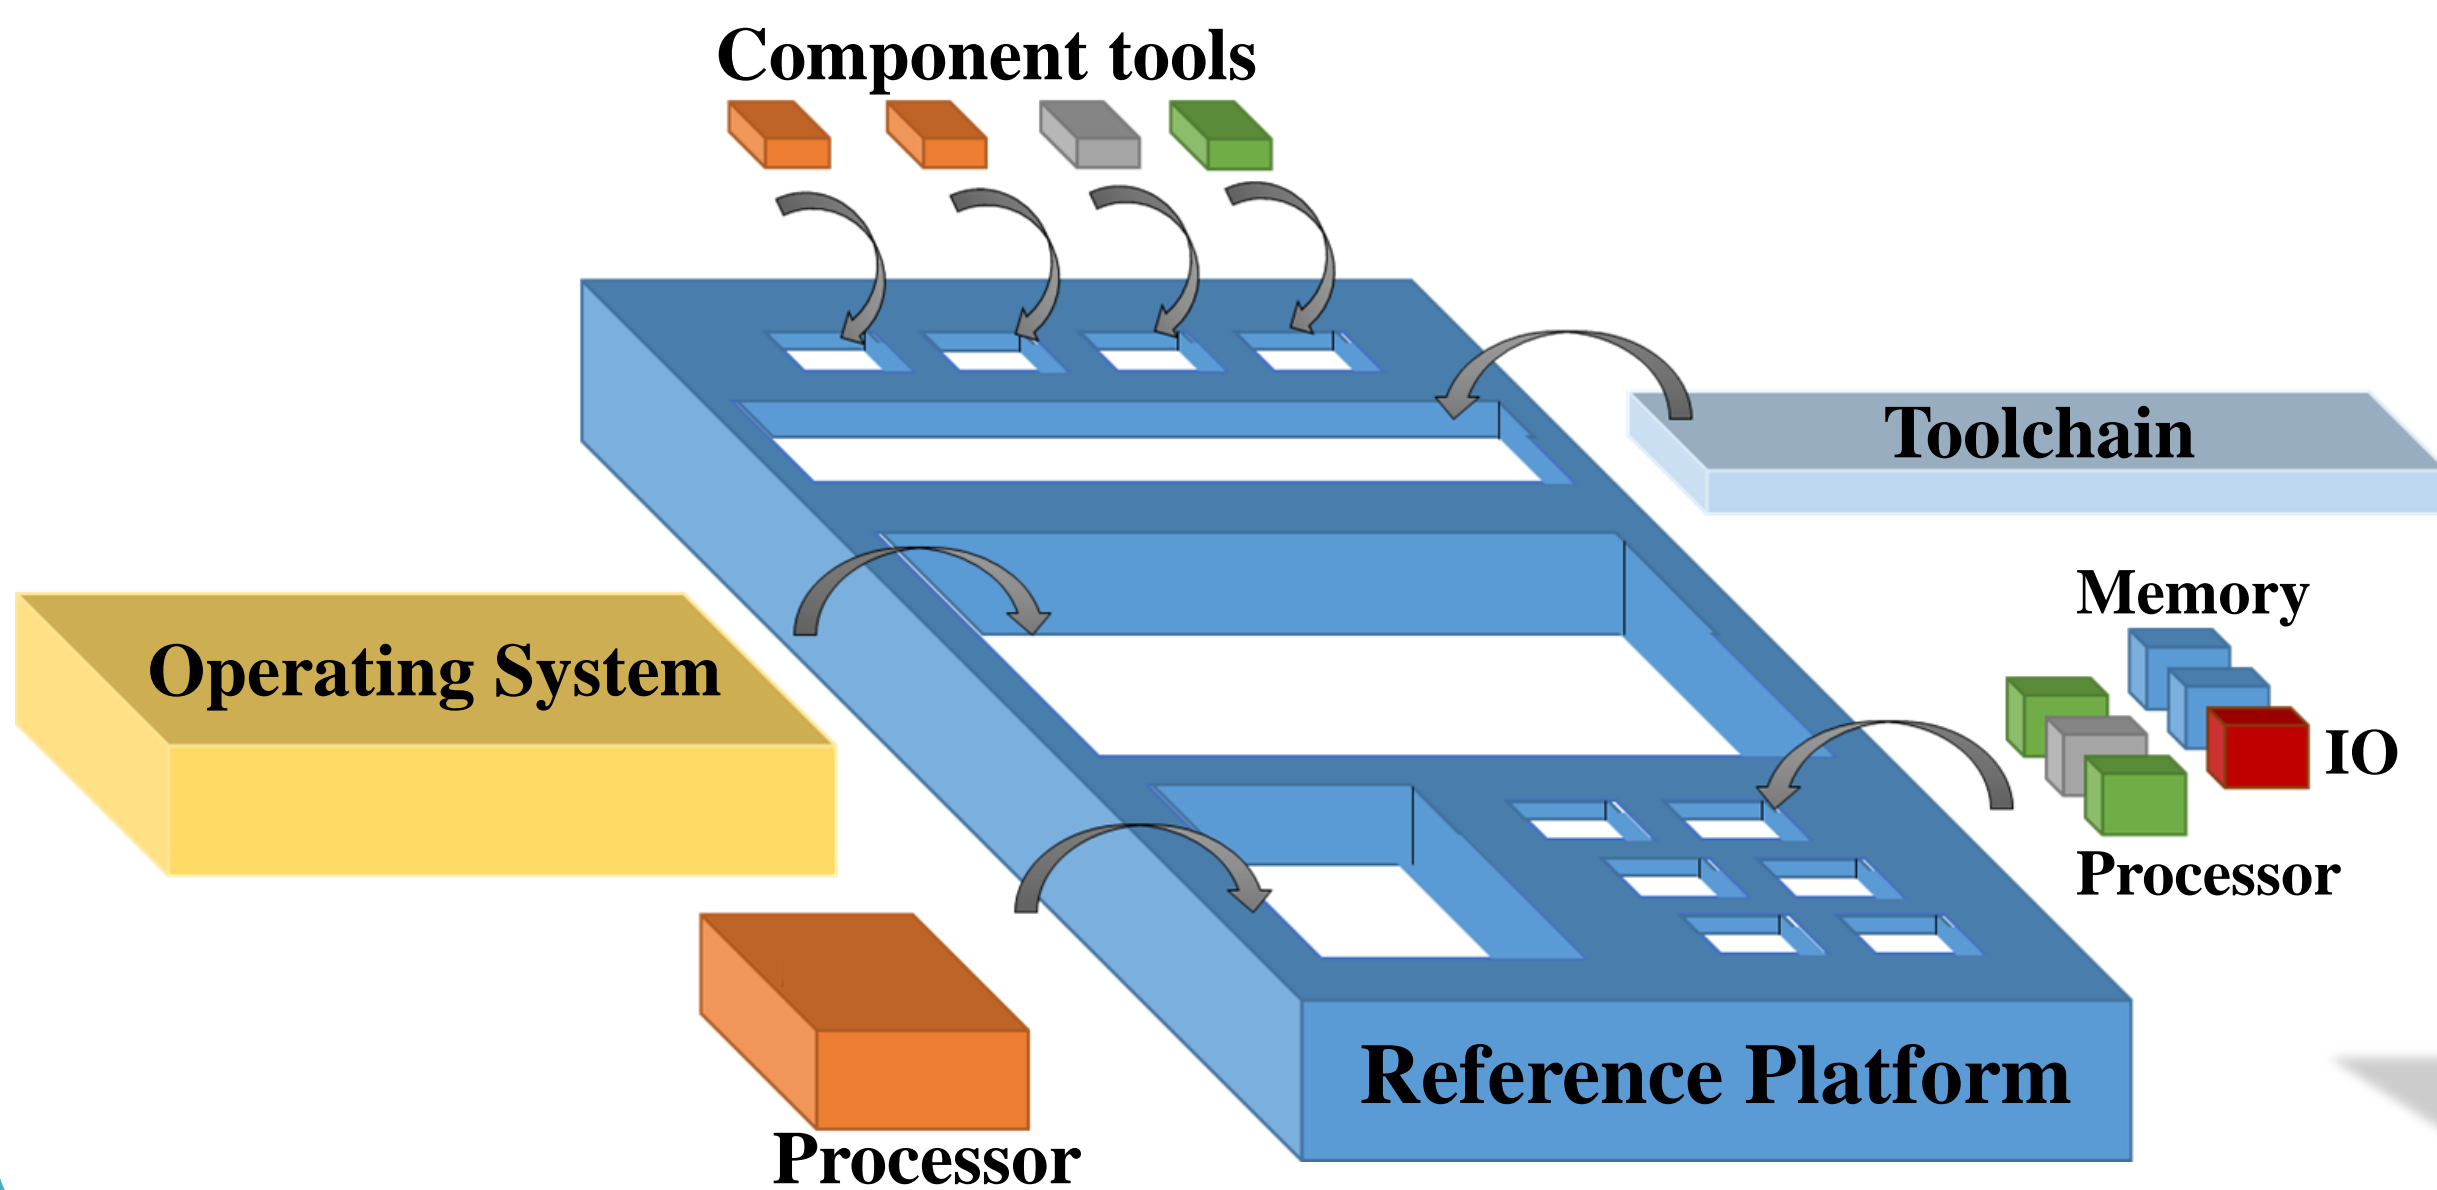 Component tools
Toolchain
Memory
Operating System
IO
Processor
Reference Platform
Processor